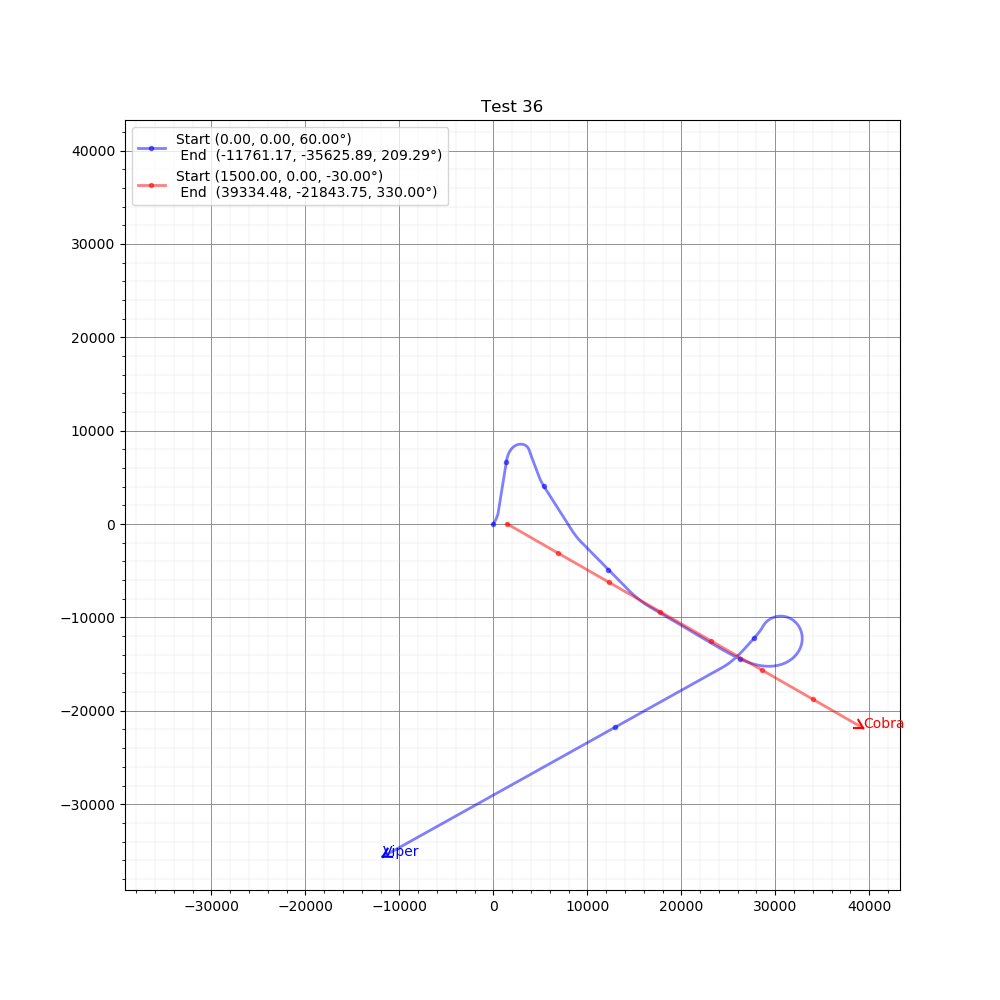 Test 36
Start (0.00, 0.00, 60.00°)
End (-11761.17, -35625.89, 209.29°)
Start (1500.00, 0.00, -30.00°)
End (39334.48, -21843.75, 330.00°)
40000
30000
20000
10000
0
−10000
−20000
−30000
Cobra
Viper
−30000 −20000 −10000 0 10000 20000 30000 40000